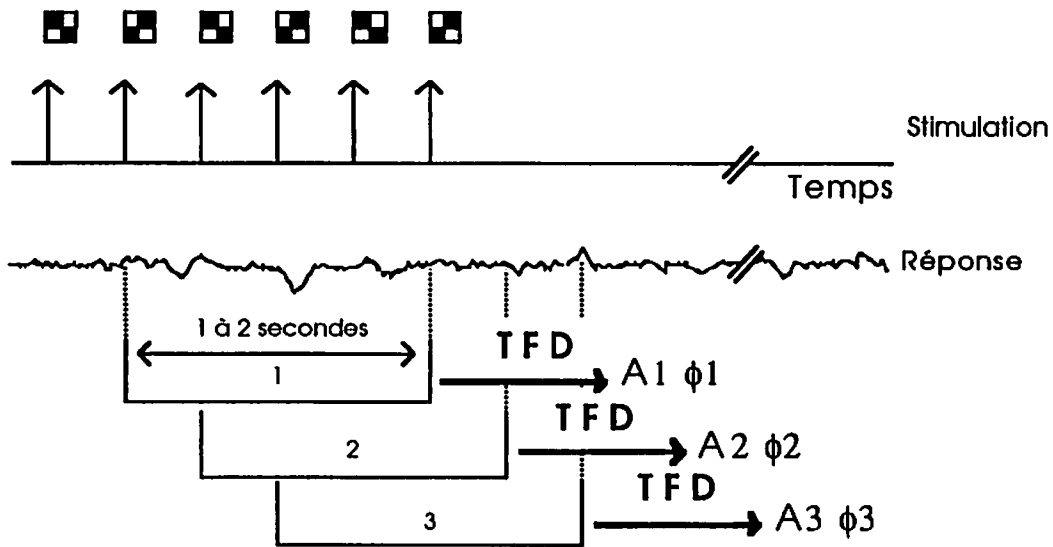 Stimulation
Temps
Réponse
1 à 2 secondes
TFD
1
A1 ϕ1
TFD
2
A2 ϕ2
TFD
3
A3 ϕ3